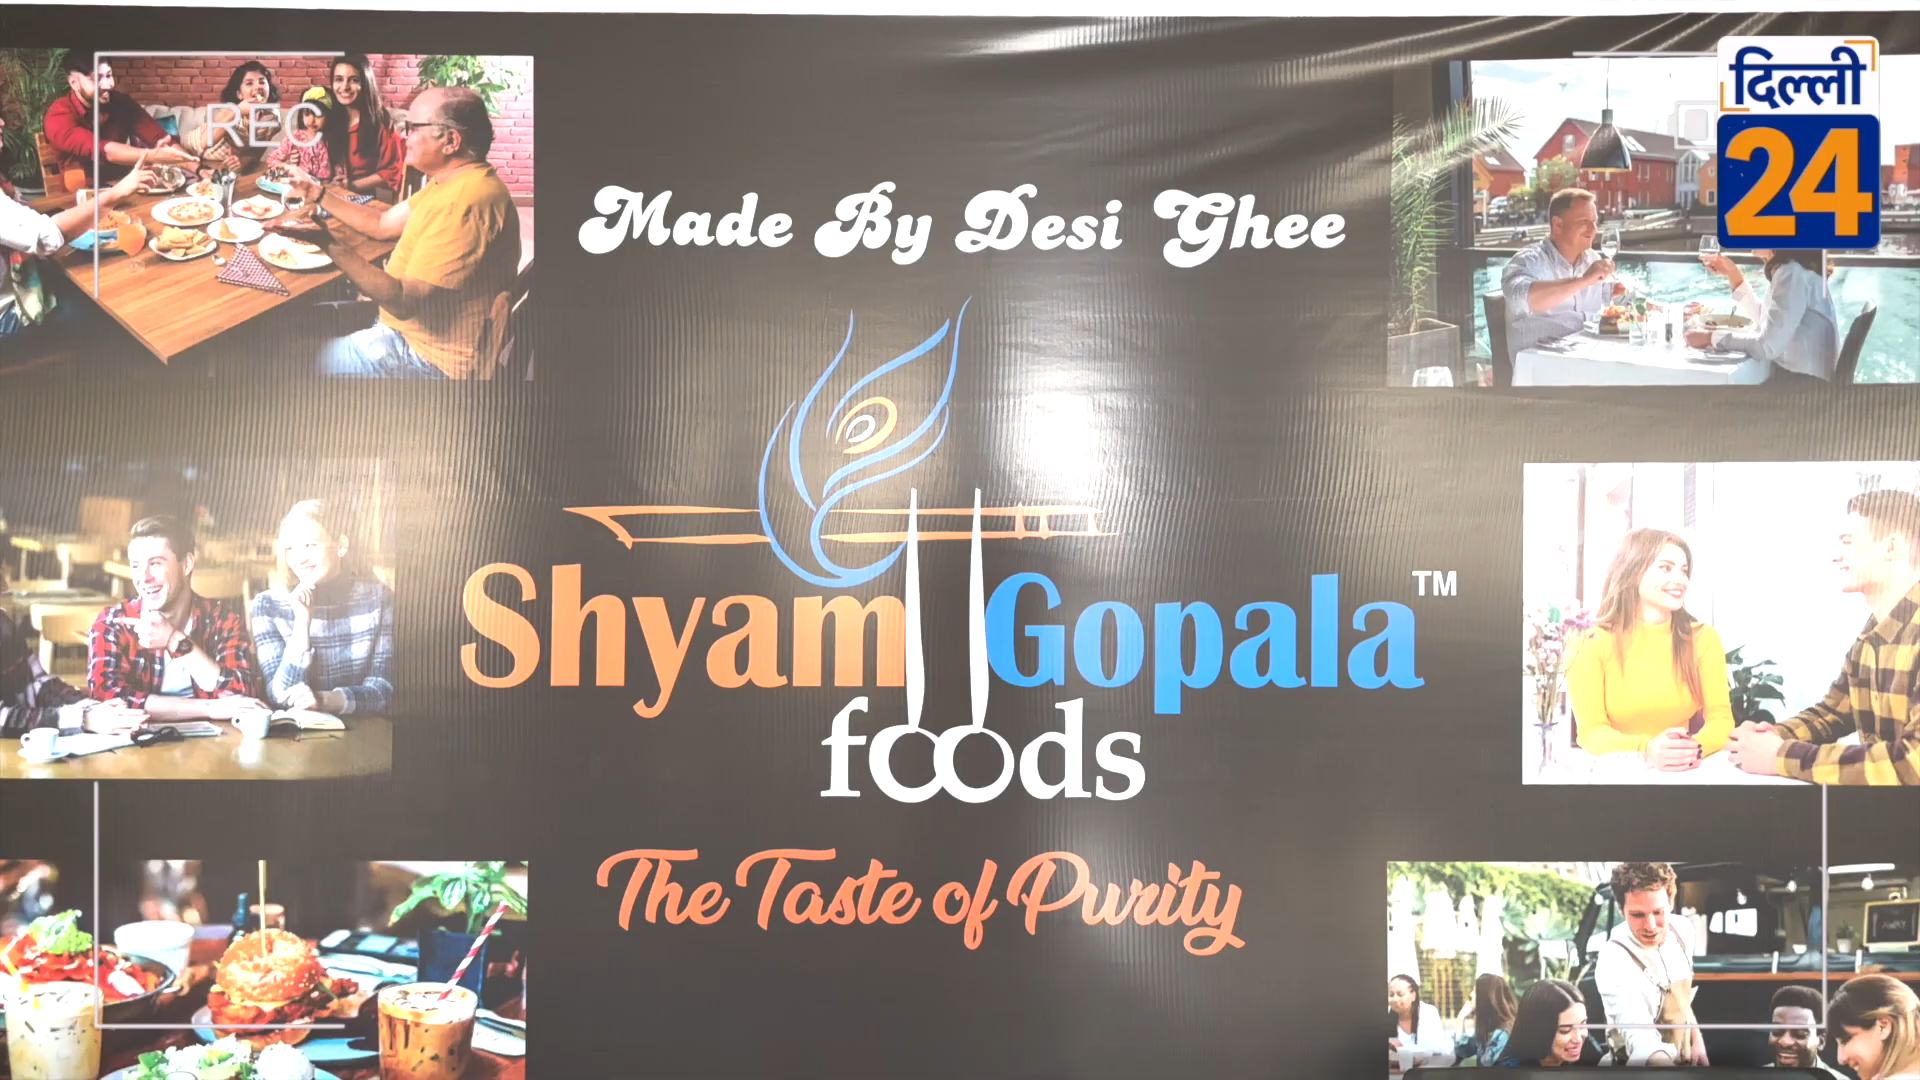 REC
दिल्ली
24
Made By Desi Ghee
Shyam Gopala™
foods
The Taste of Purity